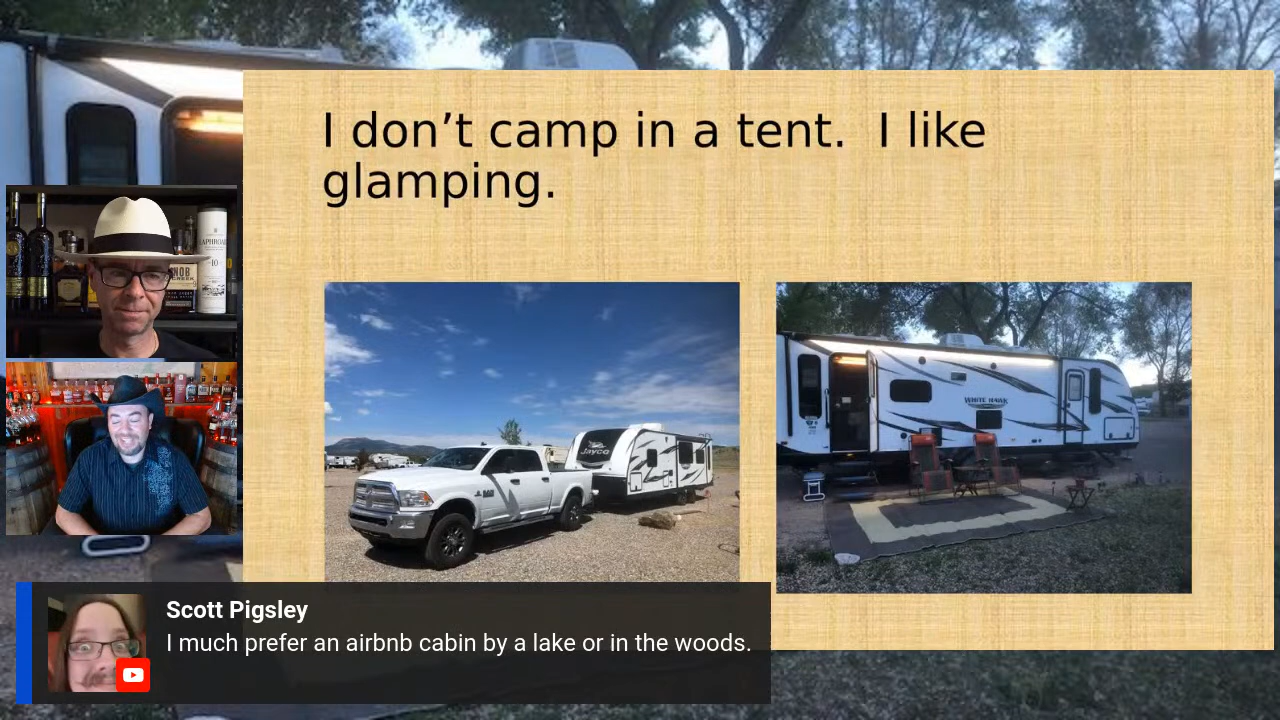 I don’t camp in a tent.  I like
glamping.
LAPHROAIG
10
KNOB
CREEK
Jayco
WHITE HAWK
Scott Pigsley
I much prefer an airbnb cabin by a lake or in the woods.